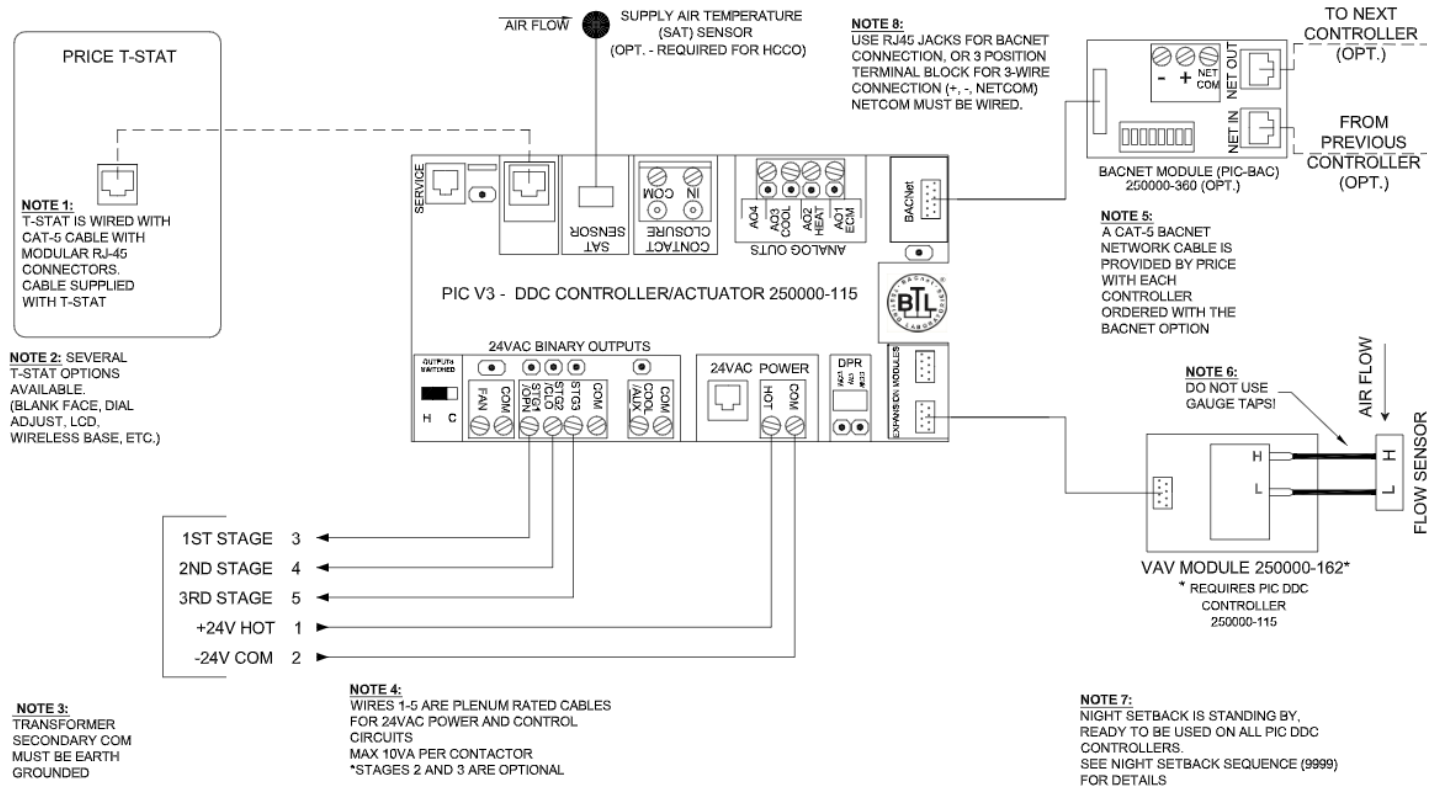 AIR FLOW
SUPPLY AIR TEMPERATURE
(SAT) SENSOR
(OPT. - REQUIRED FOR HCCO)
NOTE 8:
USE RJ45 JACKS FOR BACNET
CONNECTION, OR 3 POSITION
TERMINAL BLOCK FOR 3-WIRE
CONNECTION (+, -, NETCOM)
NETCOM MUST BE WIRED.
TO NEXT
CONTROLLER
(OPT.)
- + NET
COM
NET OUT
NET IN
FROM
PREVIOUS
CONTROLLER
(OPT.)
BACNET MODULE (PIC-BAC)
250000-360 (OPT.)
PRICE T-STAT
NOTE 1:
T-STAT IS WIRED WITH
CAT-5 CABLE WITH
MODULAR RJ-45
CONNECTORS.
CABLE SUPPLIED
WITH T-STAT
NOTE 2: SEVERAL
T-STAT OPTIONS
AVAILABLE.
(BLANK FACE, DIAL
ADJUST, LCD,
WIRELESS BASE, ETC.)
SERVICE
SAT
SENSOR
COM
IN
CONTACT
CLOSURE
AO4
AO3
COOL
AO2
HEAT
AO1
ECM
ANALOG OUTS
BACNet
NOTE 5:
A CAT-5 BACNET
NETWORK CABLE IS
PROVIDED BY PRICE
WITH EACH
CONTROLLER
ORDERED WITH THE
BACNET OPTION
PIC V3 - DDC CONTROLLER/ACTUATOR 250000-115
BTL
24VAC BINARY OUTPUTS
OUTPUTS
SWITCHED
H C
FAN
COM
STG1
/OPN
STG2
/CLO
STG3
COM
COOL
/AUX
COM
24VAC POWER
HOT
COM
DPR
COM
CCW
EXPANSION MODULES
NOTE 6:
DO NOT USE
GAUGE TAPS!
AIR FLOW
H
L
H
L
FLOW SENSOR
VAV MODULE 250000-162*
* REQUIRES PIC DDC
CONTROLLER
250000-115
1ST STAGE 3
2ND STAGE 4
3RD STAGE 5
+24V HOT 1
-24V COM 2
NOTE 3:
TRANSFORMER
SECONDARY COM
MUST BE EARTH
GROUNDED
NOTE 4:
WIRES 1-5 ARE PLENUM RATED CABLES
FOR 24VAC POWER AND CONTROL
CIRCUITS
MAX 10VA PER CONTACTOR
*STAGES 2 AND 3 ARE OPTIONAL
NOTE 7:
NIGHT SETBACK IS STANDING BY,
READY TO BE USED ON ALL PIC DDC
CONTROLLERS.
SEE NIGHT SETBACK SEQUENCE (9999)
FOR DETAILS